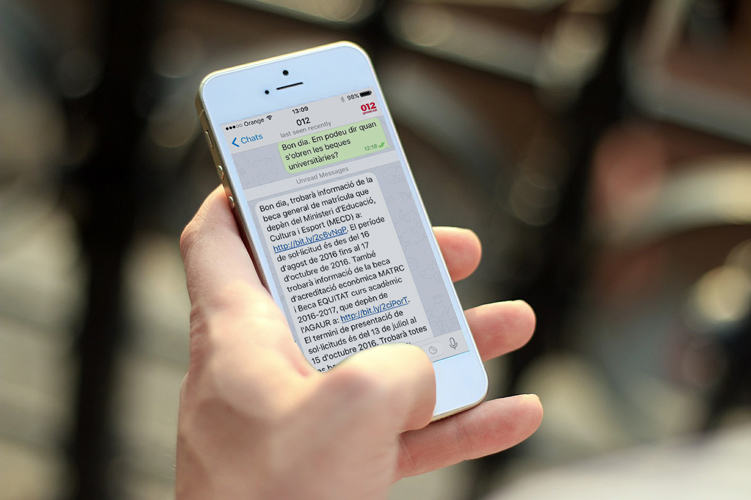 Orange
13:09
98%
Chats
012
last seen recently
012
Bon dia. Em podeu dir quan
s'obren les beques
universitàries?
12:18
Unread Messages
Bon dia, trobarà informació de la
beca general de matrícula que
depèn del Ministeri d'Educació,
Cultura i Esport (MECD) a:
http://bit.ly/2c6vNgP. El període
de sol·licitud és des del 16
d'agost de 2016 fins al 17
d'octubre de 2016. També
trobarà informació de la beca
d'acreditació econòmica MATRC
i Beca EQUITAT curs acadèmic
2016-2017, que depèn de
l'AGAUR a: http://bit.ly/2clPorT.
El termini de presentació de
sol·licituds és del 13 de juliol al
15 d'octubre 2016. Trobarà totes